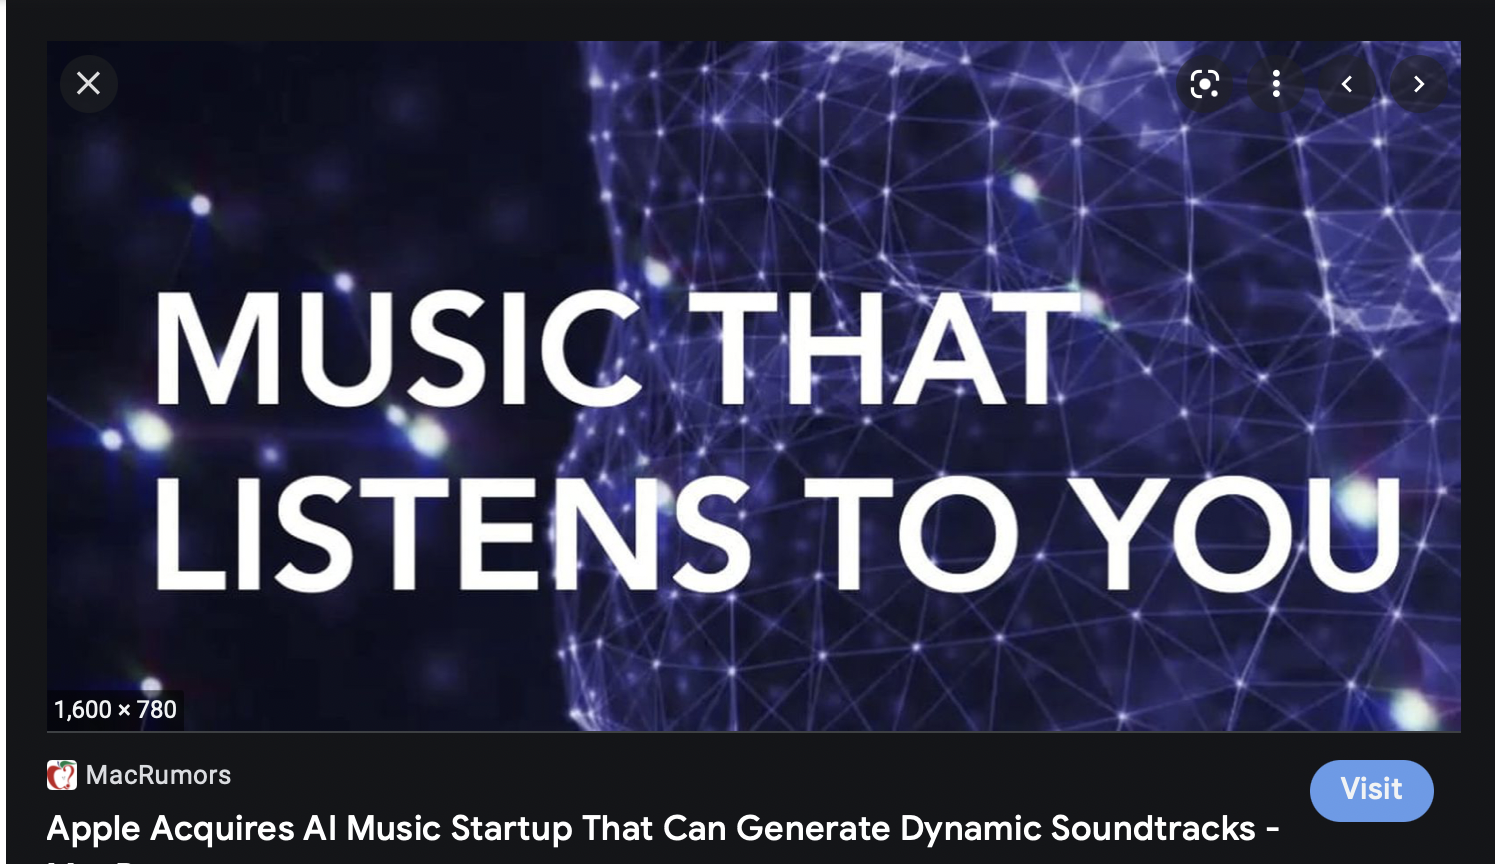 MUSIC THAT
LISTENS TO YOU
1,600 × 780
MacRumors
Visit
Apple Acquires AI Music Startup That Can Generate Dynamic Soundtracks -